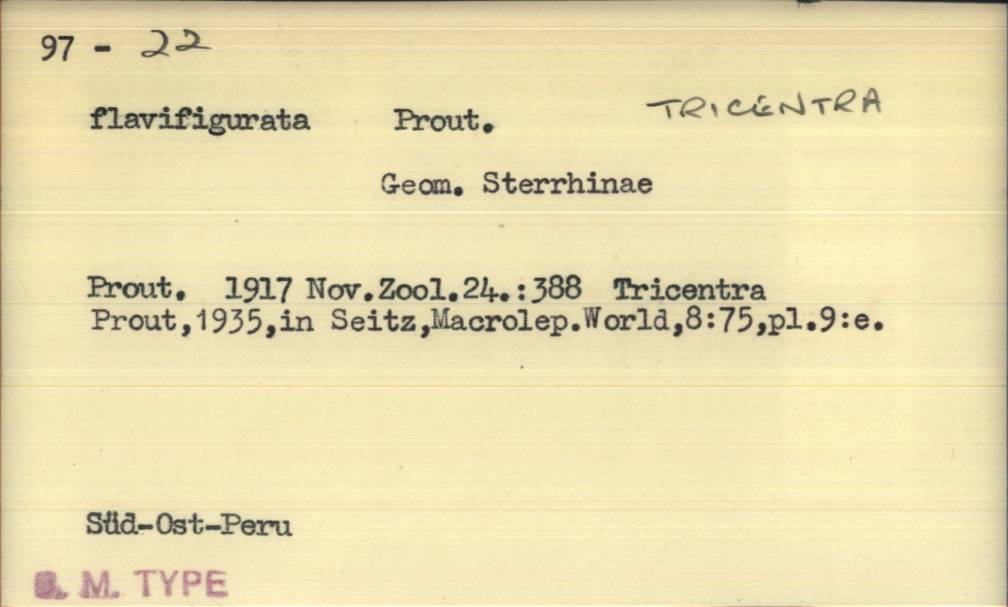 97 - 22
flavifigurata Prout. TRICENTRA
Geom. Sterrhinae
Prout. 1917 Nov.Zool.24.:388 Tricentra
Prout,1935,in Seitz,Macrolep.World,8:75,pl.9:e.
Süd-Ost-Peru
B. M. TYPE